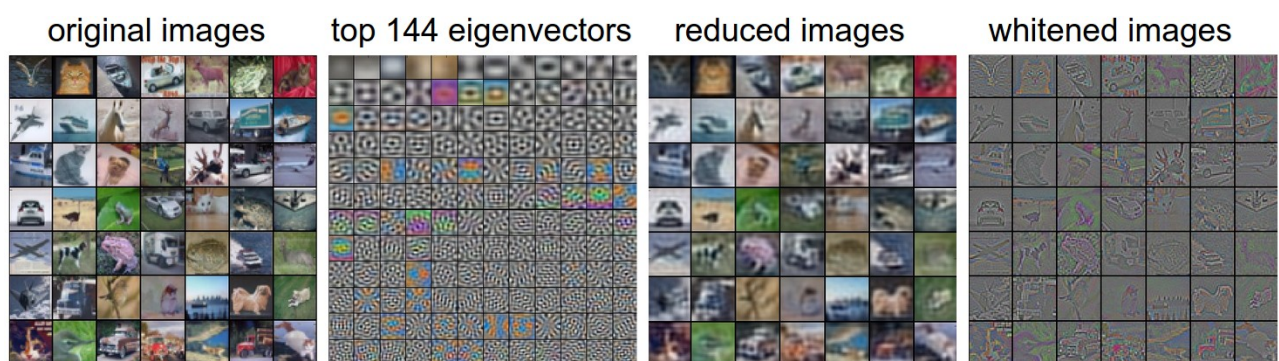 original images
top 144 eigenvectors
reduced images
whitened images